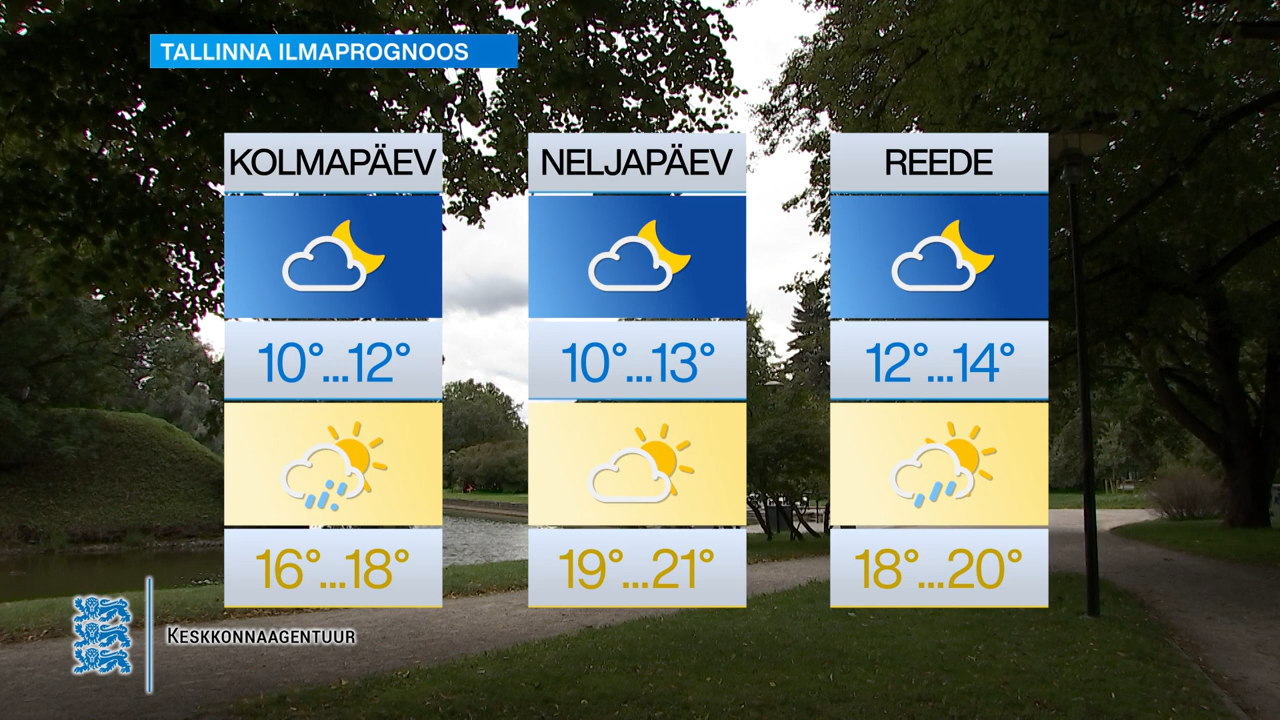 TALLINNA ILMAPROGNOOS
KOLMAPÄEV
10°...12°
16°...18°
NELJAPÄEV
10°...13°
19°...21°
REEDE
12°...14°
18°...20°
KESKKONNAAGENTUUR